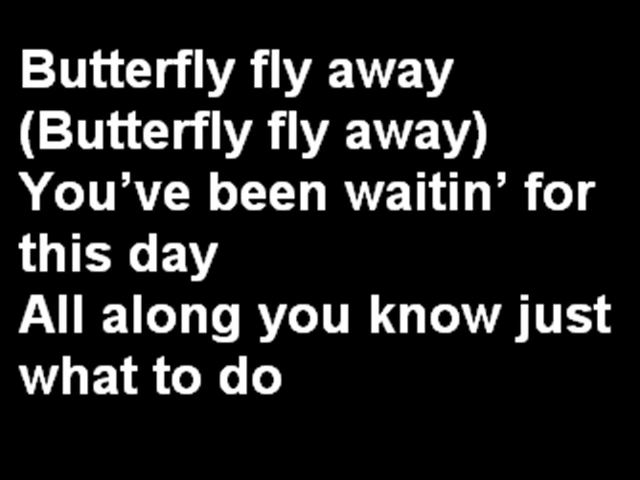 Butterfly fly away
(Butterfly fly away)
You’ve been waitin’ for
this day
All along you know just
what to do